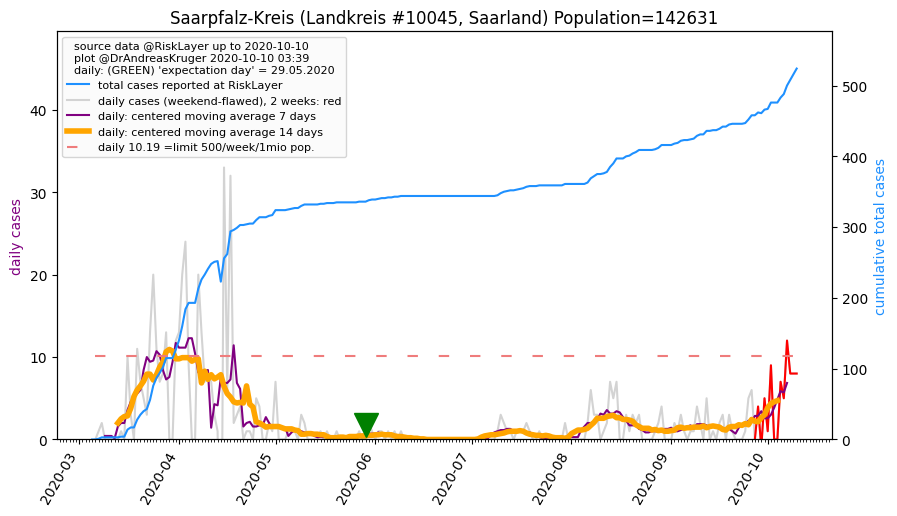 Saarpfalz-Kreis (Landkreis #10045, Saarland) Population=142631
source data @RiskLayer up to 2020-10-10
plot @DrAndreasKruger 2020-10-10 03:39
daily: (GREEN) 'expectation day' = 29.05.2020
total cases reported at RiskLayer
daily cases (weekend-flawed), 2 weeks: red
daily: centered moving average 7 days
daily: centered moving average 14 days
daily 10.19 =limit 500/week/1mio pop.
daily cases
40
30
20
10
0
cumulative total cases
500
400
300
200
100
0
2020-03
2020-04
2020-05
2020-06
2020-07
2020-08
2020-09
2020-10